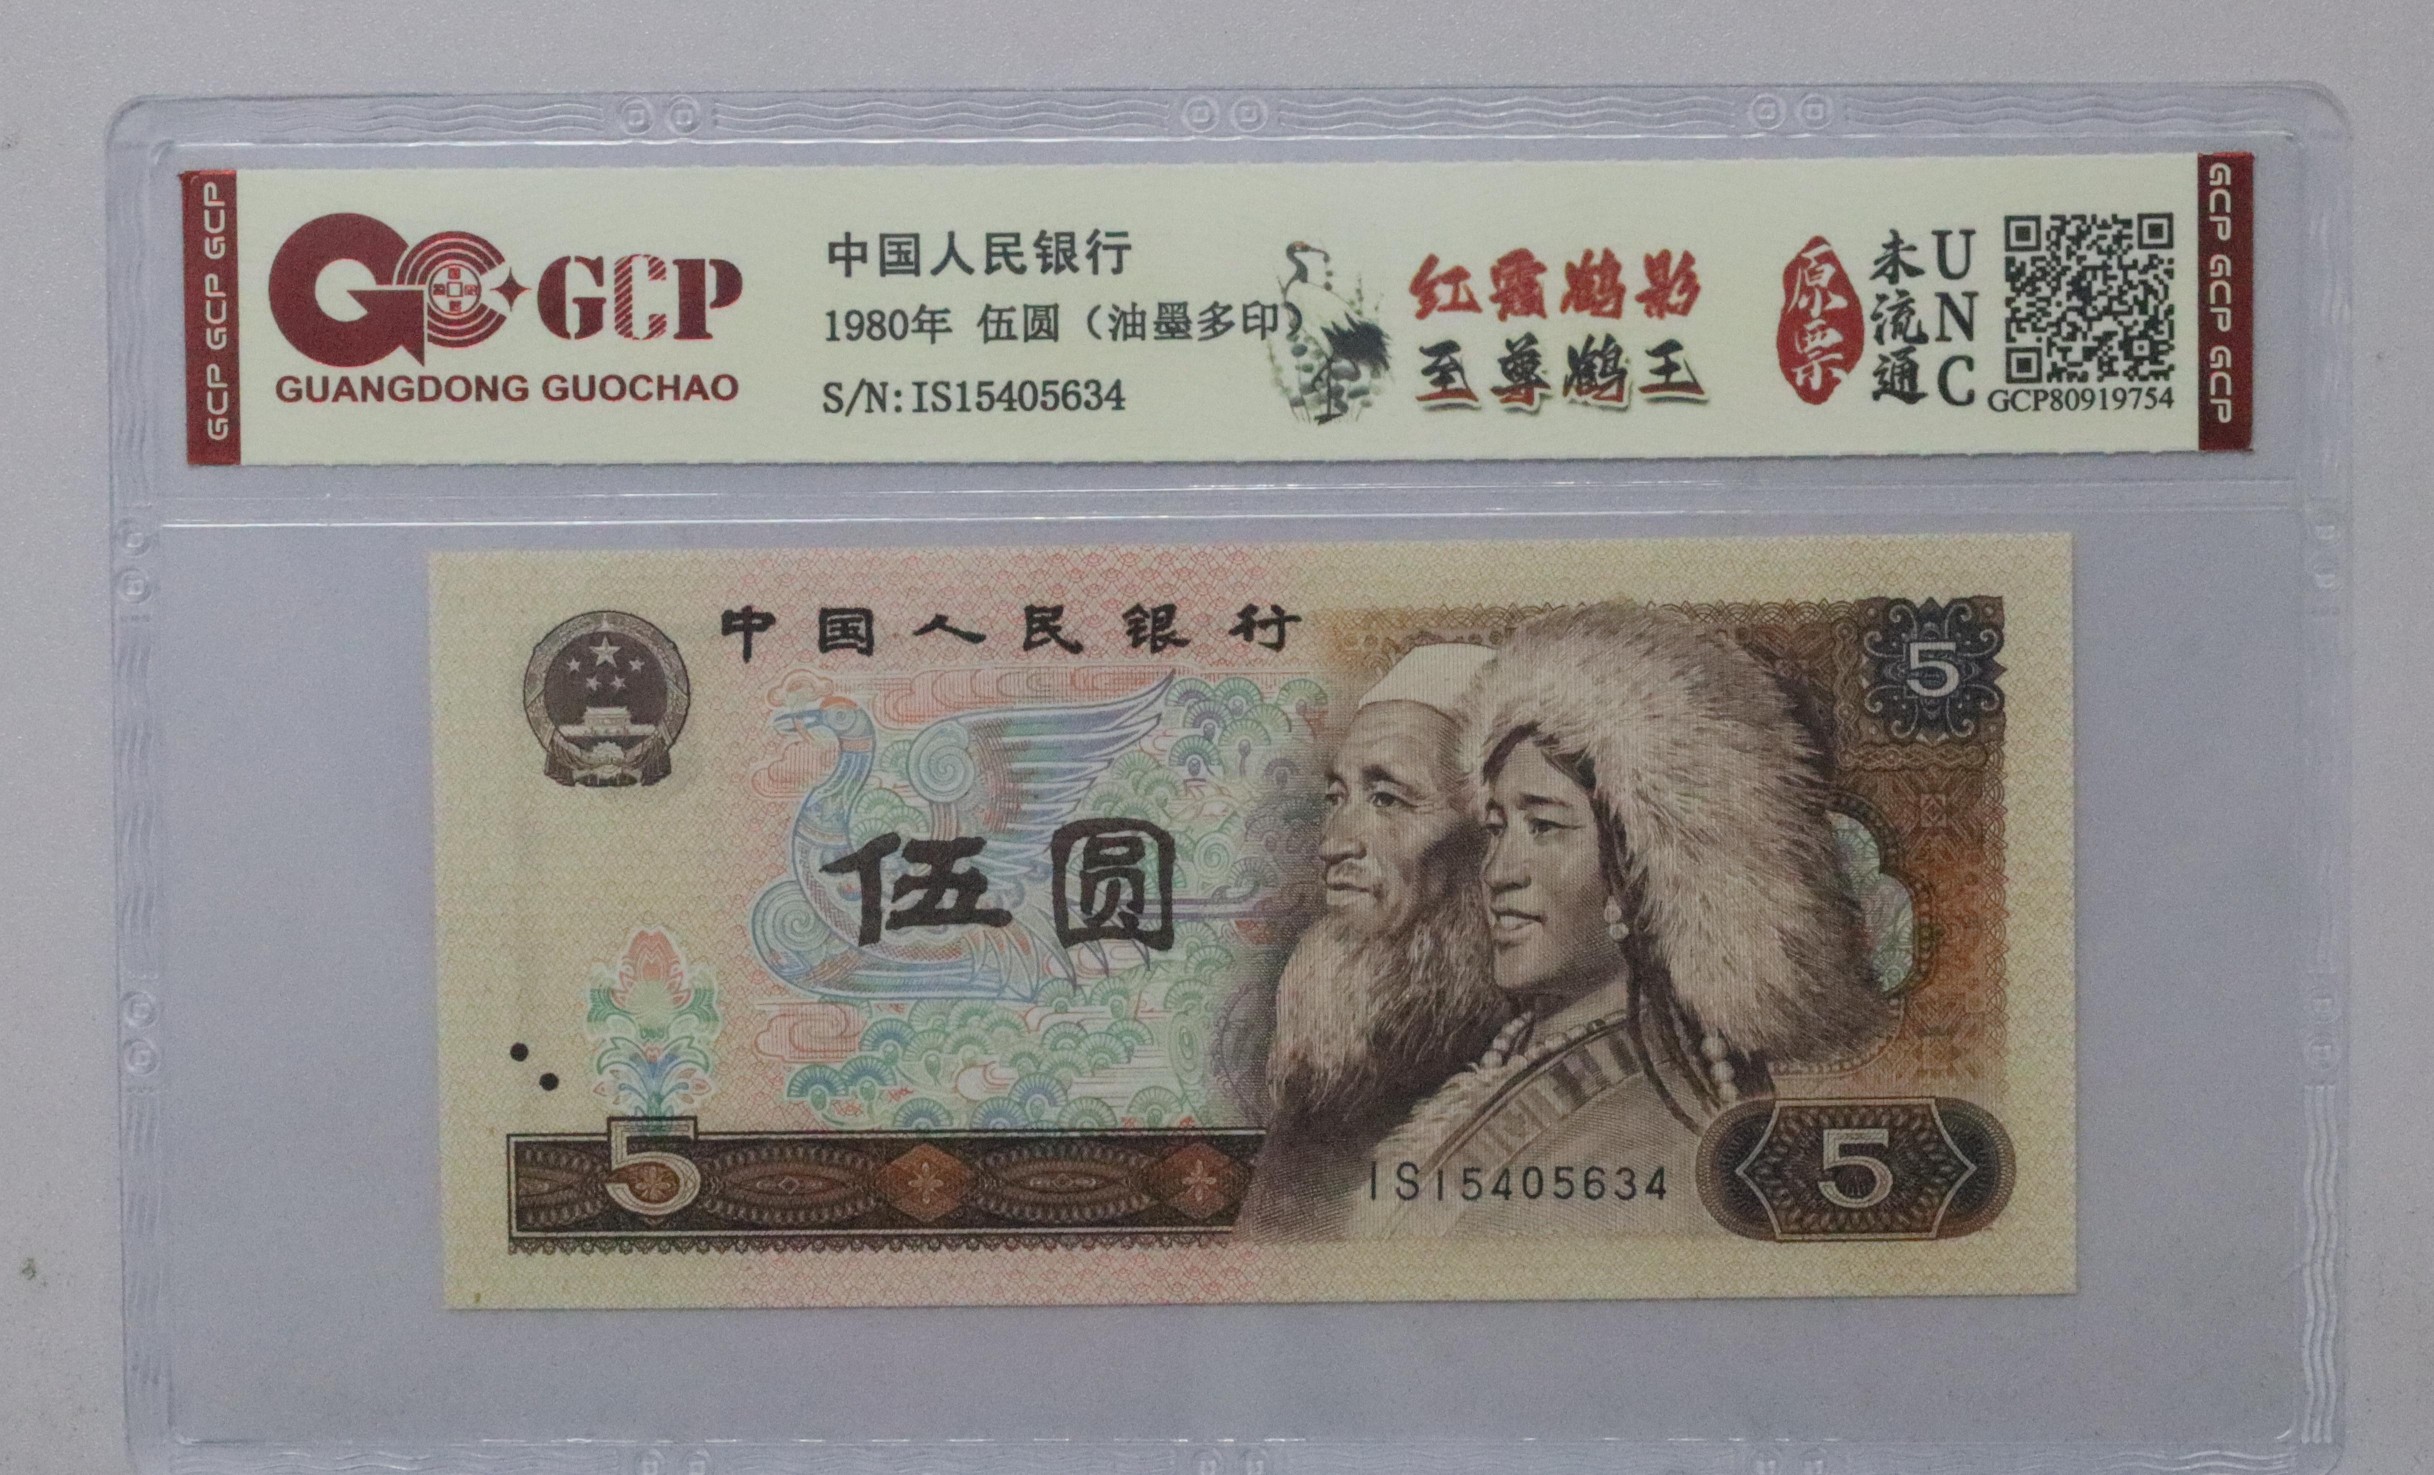 GCP GCP GCP
GCP
GUANGDONG GUOCHAO
中国人民银行
1980年 伍圆（油墨多印）
S/N:IS15405634
红霞鹤影
至尊鹤王
原票
未流通
UNC
GCP80919754
GCP GCP GCP
中国人民银行
5
伍圆
5
IS15405634
5